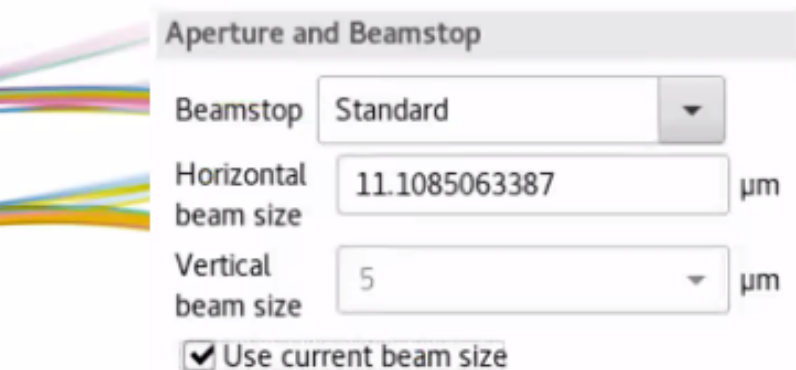 Aperture and Beamstop
Beamstop Standard
Horizontal
beam size 11.1085063387 µm
Vertical
beam size 5 µm
Use current beam size